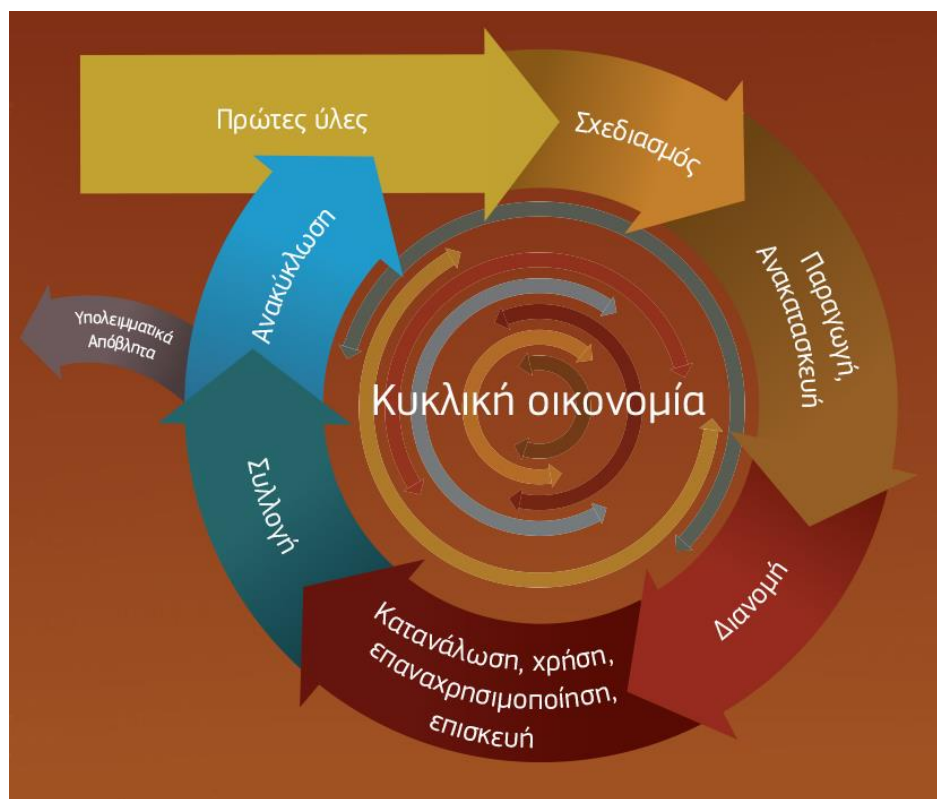 Πρώτες ύλες
Σχεδιασμός
Παραγωγή,
Ανακατασκευή
Διανομή
Κατανάλωση, χρήση,
επαναχρησιμοποίηση,
επισκευή
Συλλογή
Ανακύκλωση
Υπολειμματικά
Απόβλητα
Κυκλική οικονομία